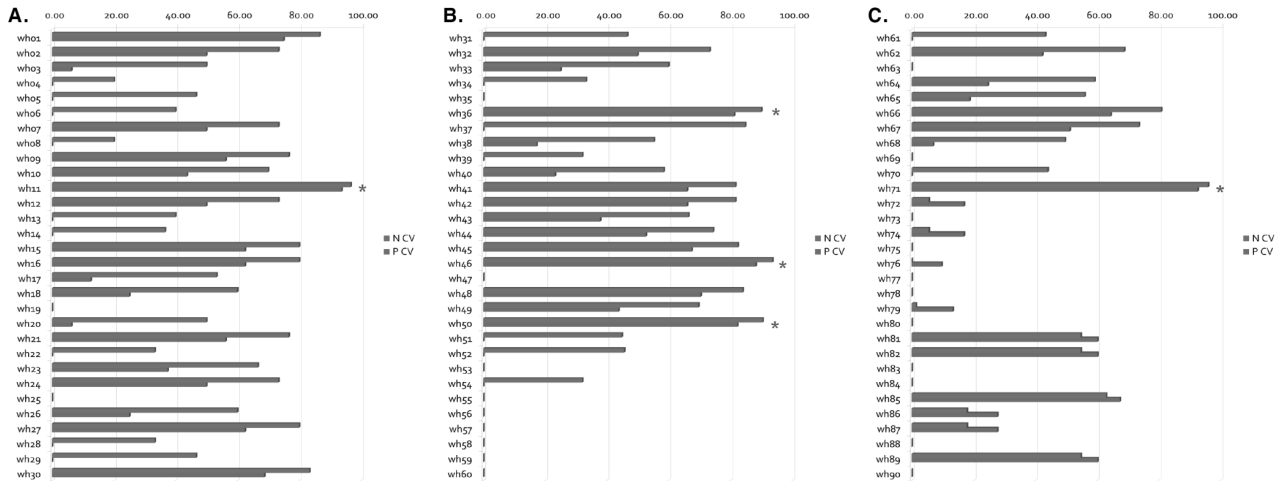 A.
0.00 20.00 40.00 60.00 80.00 100.00
wh01
wh02
wh03
wh04
wh05
wh06
wh07
wh08
wh09
wh10
wh11 *
wh12
wh13
wh14
wh15
wh16
wh17
wh18
wh19
wh20
wh21
wh22
wh23
wh24
wh25
wh26
wh27
wh28
wh29
wh30
N CV
P CV
B.
0.00 20.00 40.00 60.00 80.00 100.00
wh31
wh32
wh33
wh34
wh35
wh36 *
wh37
wh38
wh39
wh40
wh41
wh42
wh43
wh44
wh45
wh46 *
wh47
wh48
wh49
wh50 *
wh51
wh52
wh53
wh54
wh55
wh56
wh57
wh58
wh59
wh60
N CV
P CV
C.
0.00 20.00 40.00 60.00 80.00 100.00
wh61
wh62
wh63
wh64
wh65
wh66
wh67
wh68
wh69
wh70
wh71 *
wh72
wh73
wh74
wh75
wh76
wh77
wh78
wh79
wh80
wh81
wh82
wh83
wh84
wh85
wh86
wh87
wh88
wh89
wh90
N CV
P CV